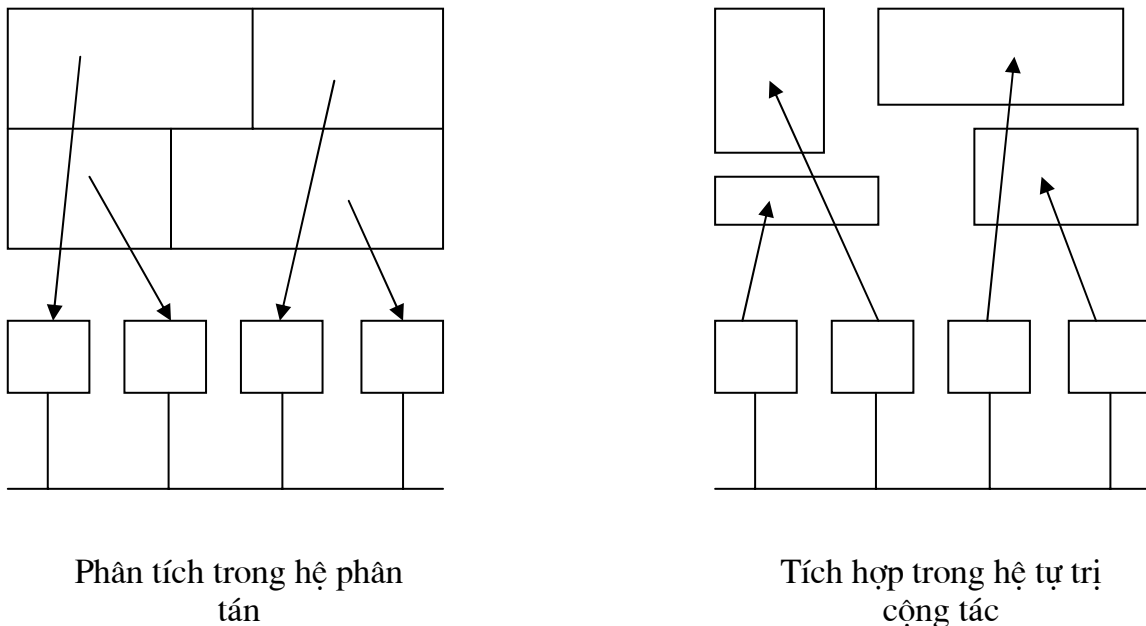 Phân tích trong hệ phân
tán
Tích hợp trong hệ tự trị
cộng tác